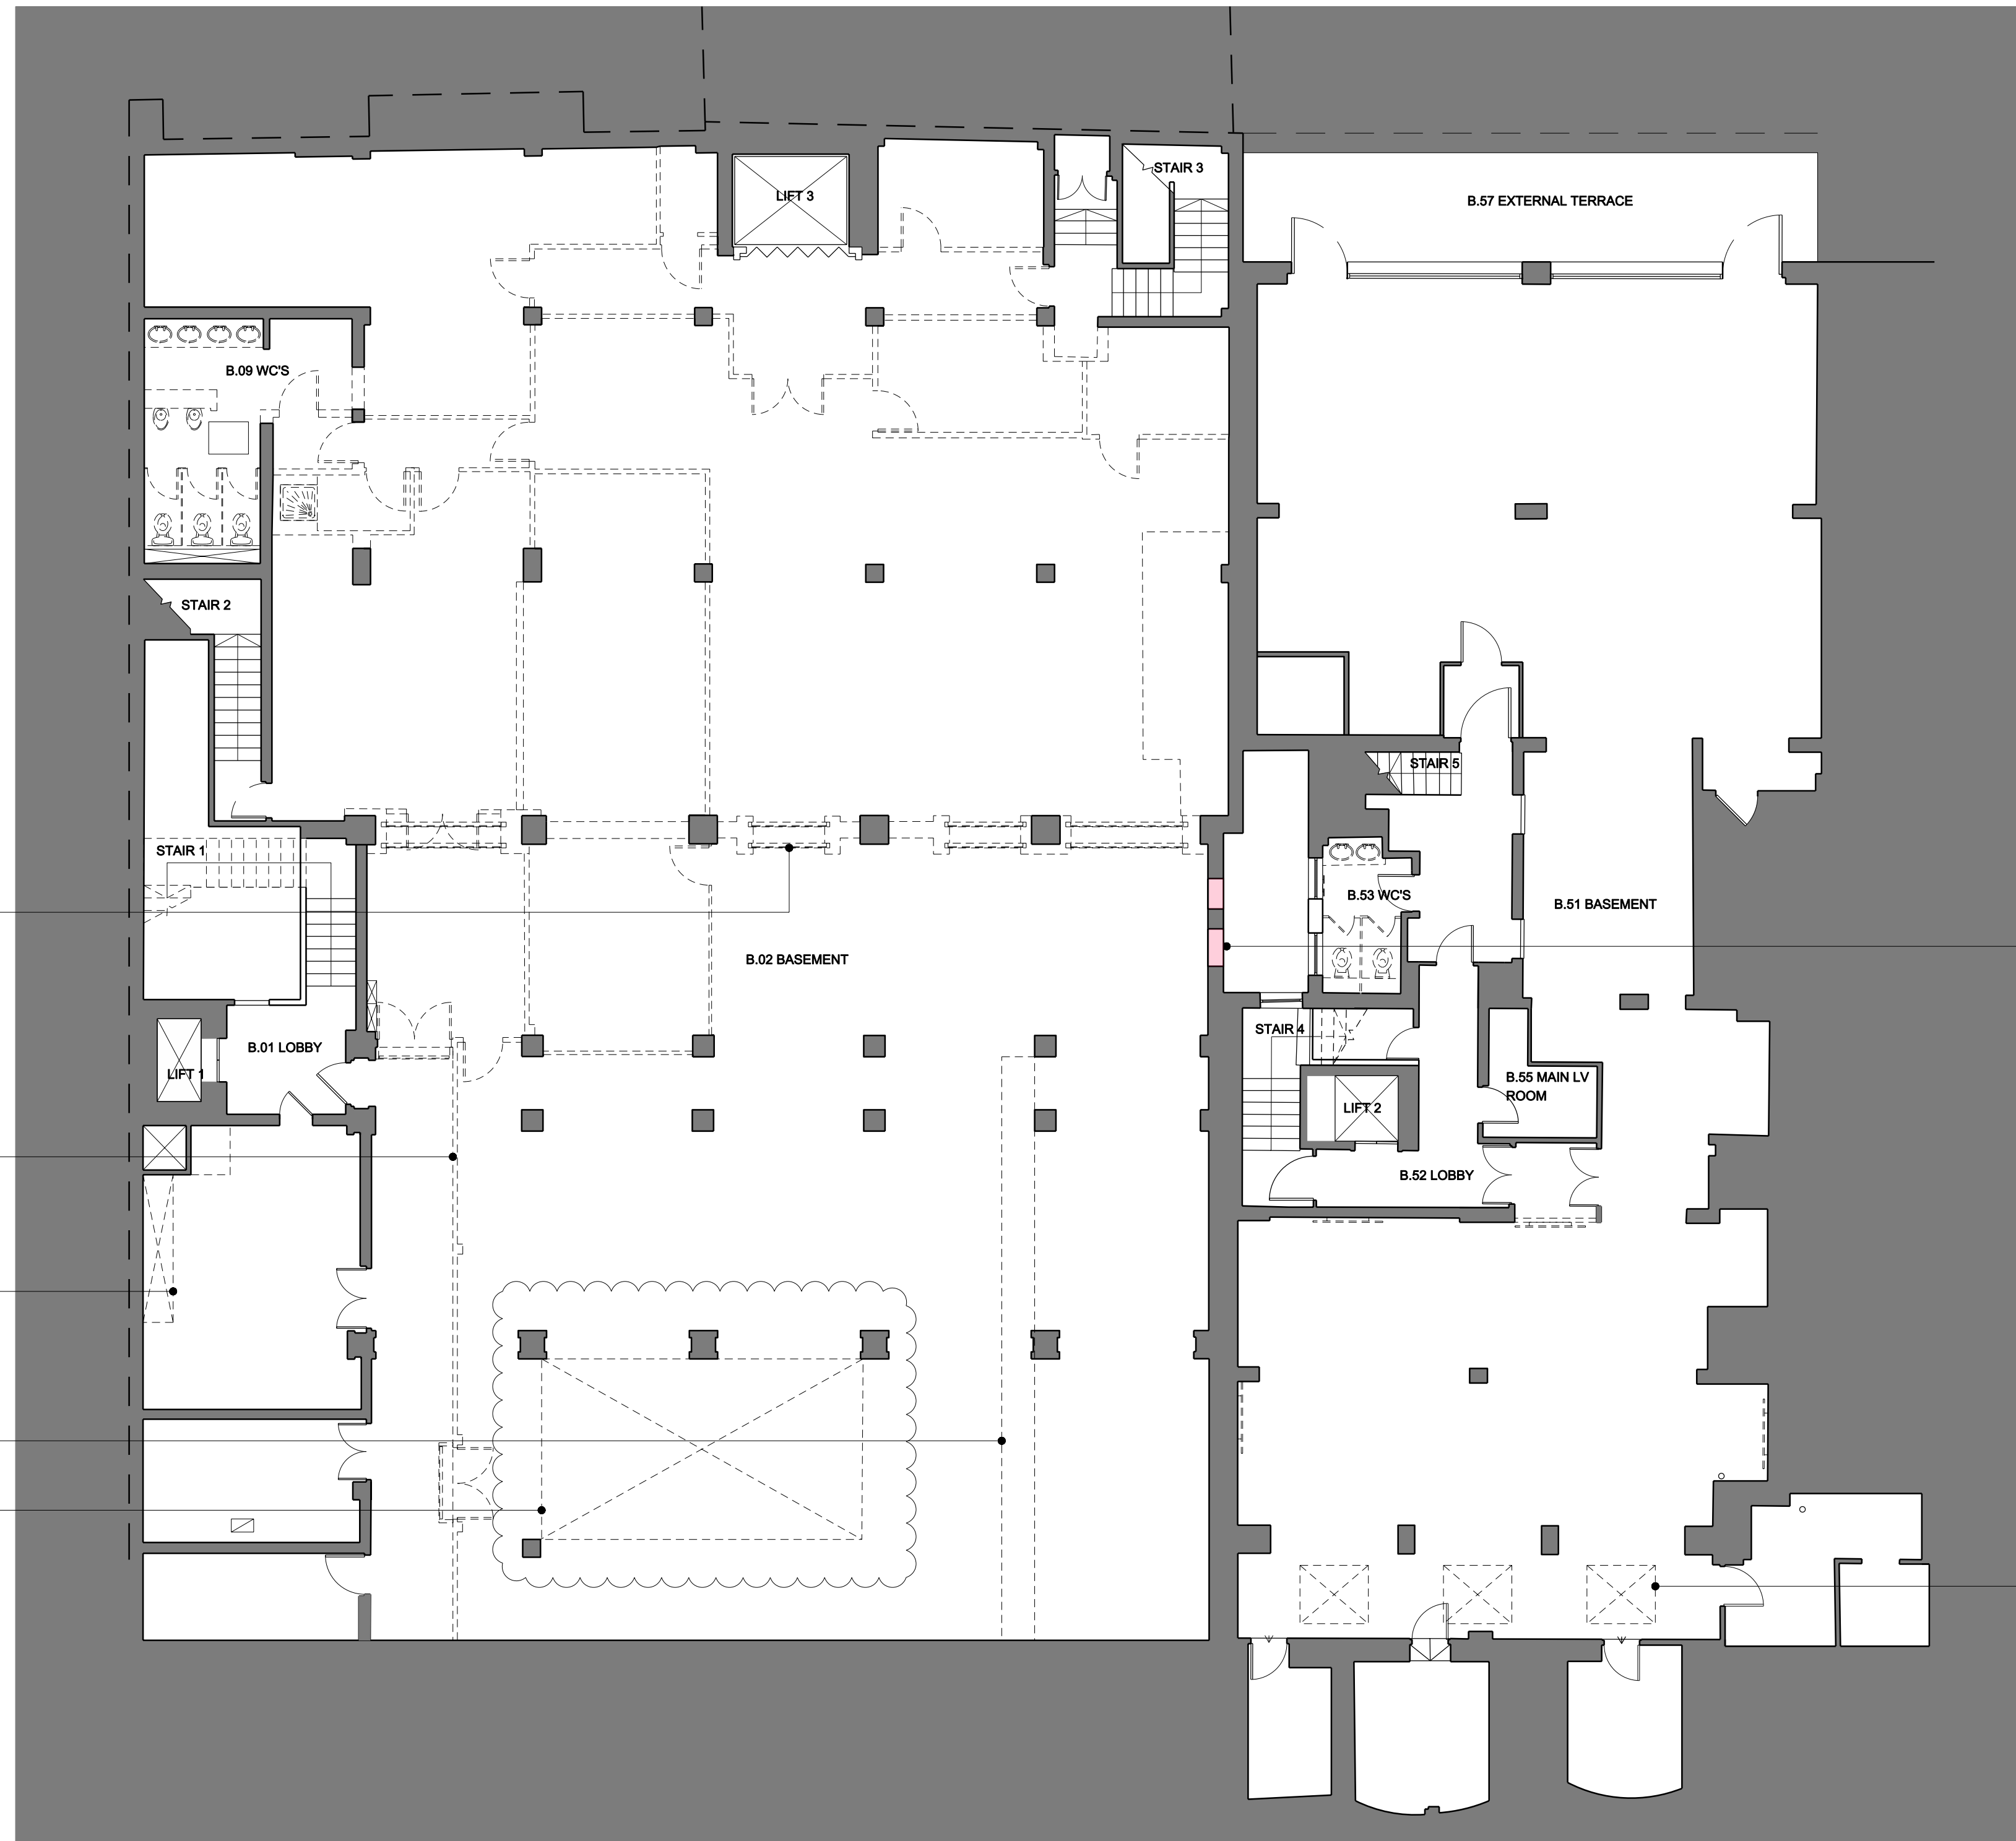 STAIR 3
LIFT 3
B.57 EXTERNAL TERRACE
B.09 WC'S
STAIR 2
STAIR 5
STAIR 1
B.53 WC'S
B.51 BASEMENT
B.02 BASEMENT
STAIR 4
B.01 LOBBY
LIFT 1
B.55 MAIN LV
ROOM
LIFT 2
B.52 LOBBY